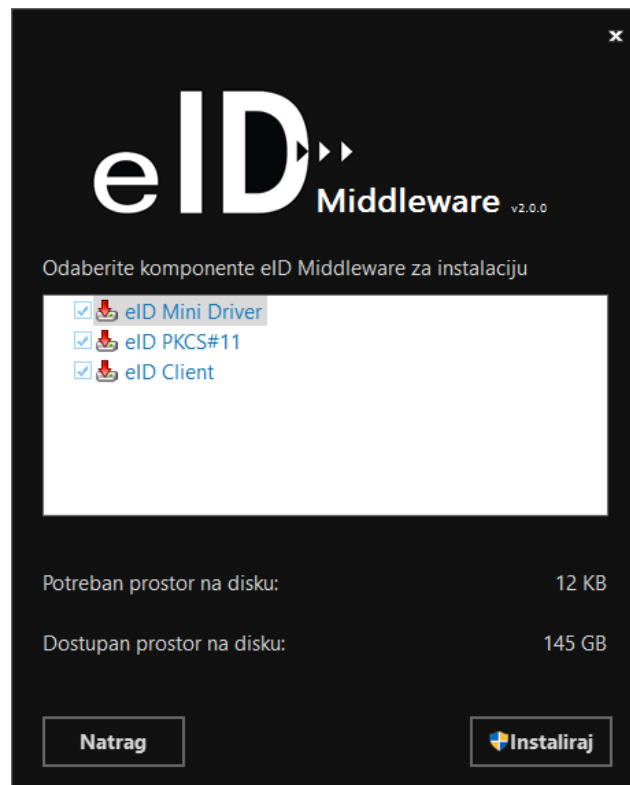 eID
Middleware v2.0.0
Odaberite komponente eID Middleware za instalaciju
eID Mini Driver
eID PKCS#11
eID Client
Potreban prostor na disku: 12 KB
Dostupan prostor na disku: 145 GB
Natrag Instaliraj